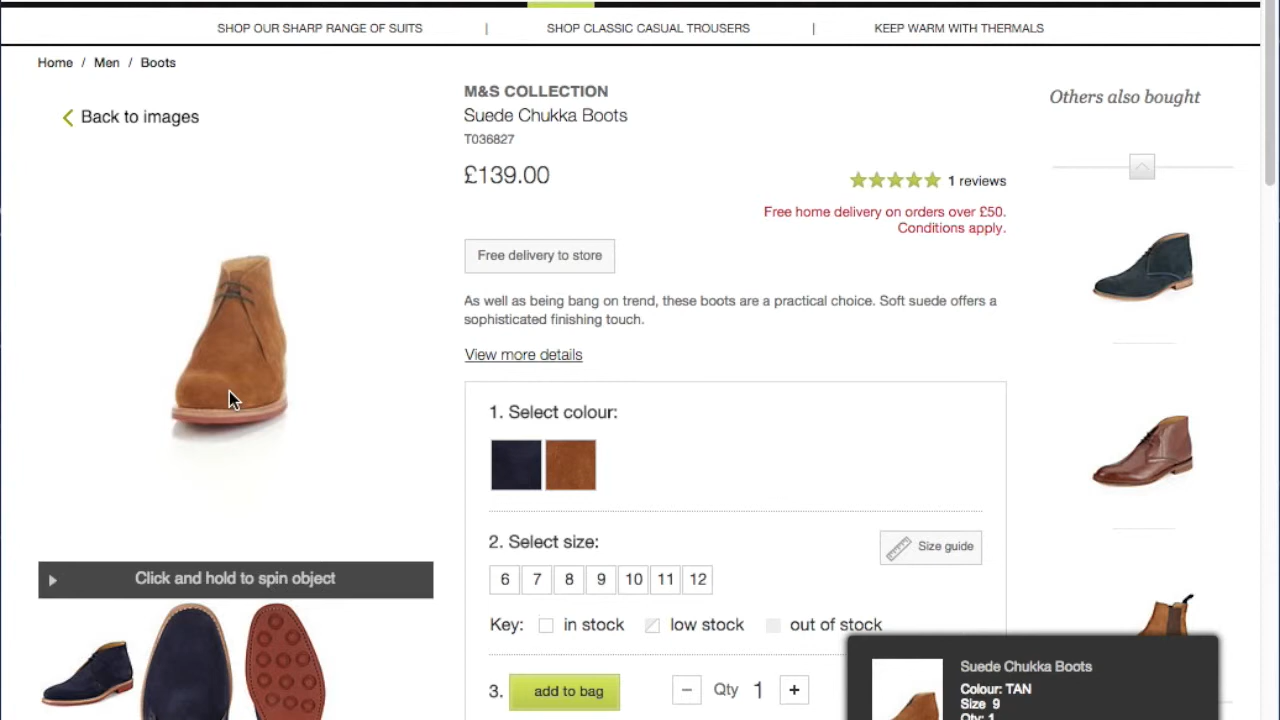 SHOP OUR SHARP RANGE OF SUITS | SHOP CLASSIC CASUAL TROUSERS | KEEP WARM WITH THERMALS
Home / Men / Boots
Back to images
M&S COLLECTION
Suede Chukka Boots
T036827
£139.00
1 reviews
Free home delivery on orders over £50.
Conditions apply.
Free delivery to store
As well as being bang on trend, these boots are a practical choice. Soft suede offers a
sophisticated finishing touch.
View more details
1. Select colour:
2. Select size:
Size guide
6 7 8 9 10 11 12
Key: in stock low stock out of stock
3. add to bag − Qty 1 +
Click and hold to spin object
Others also bought
Suede Chukka Boots
Colour: TAN
Size 9
Qty: 1